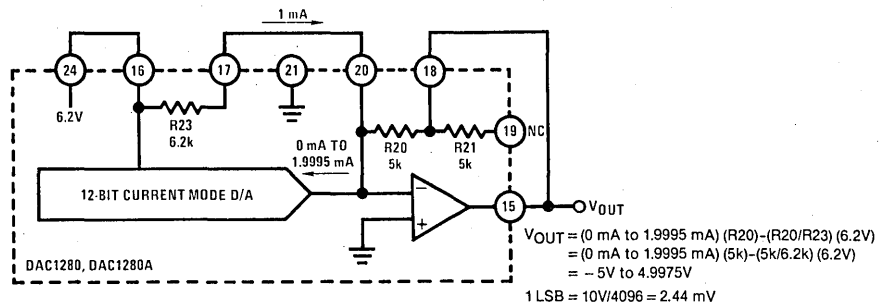 1 mA
24
16
17
21
20
18
6.2V
R23
6.2k
0 mA TO
1.9995 mA
R20
5k
R21
5k
19
NC
12-BIT CURRENT MODE D/A
−
+
15
VOUT
VOUT = (0 mA to 1.9995 mA) (R20)-(R20/R23) (6.2V)
= (0 mA to 1.9995 mA) (5k)-(5k/6.2k) (6.2V)
= - 5V to 4.9975V
1 LSB = 10V/4096 = 2.44 mV
DAC1280, DAC1280A